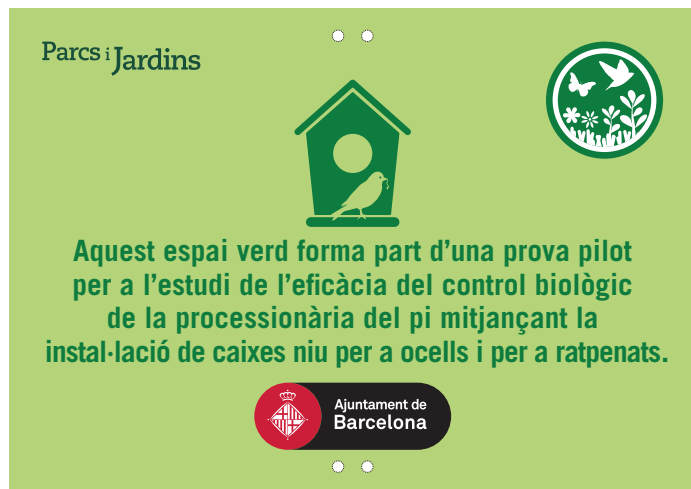 Parcs i Jardins
Aquest espai verd forma part d'una prova pilot
per a l'estudi de l'eficàcia del control biològic
de la processionària del pi mitjançant la
instal·lació de caixes niu per a ocells i per a ratpenats.
Ajuntament de
Barcelona